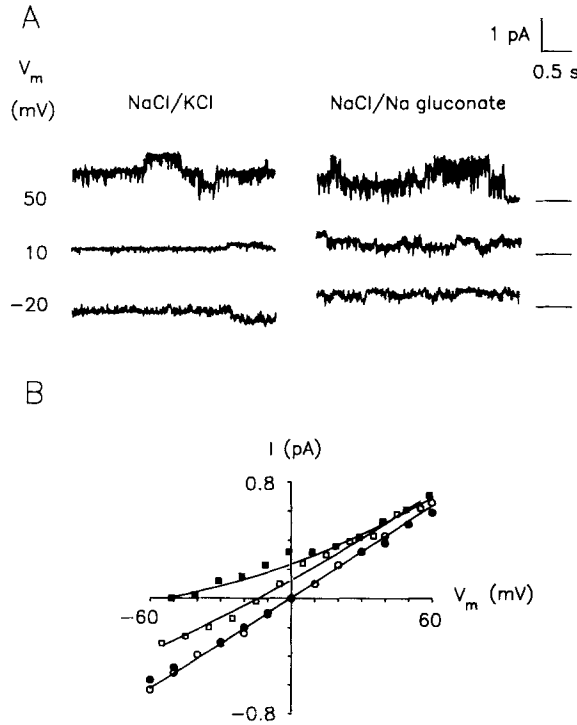 A
1 pA
0.5 s
V_m
(mV)
NaCl/KCl
NaCl/Na gluconate
50
10
−20
B
I (pA)
0.8
−60
V_m (mV)
60
−0.8